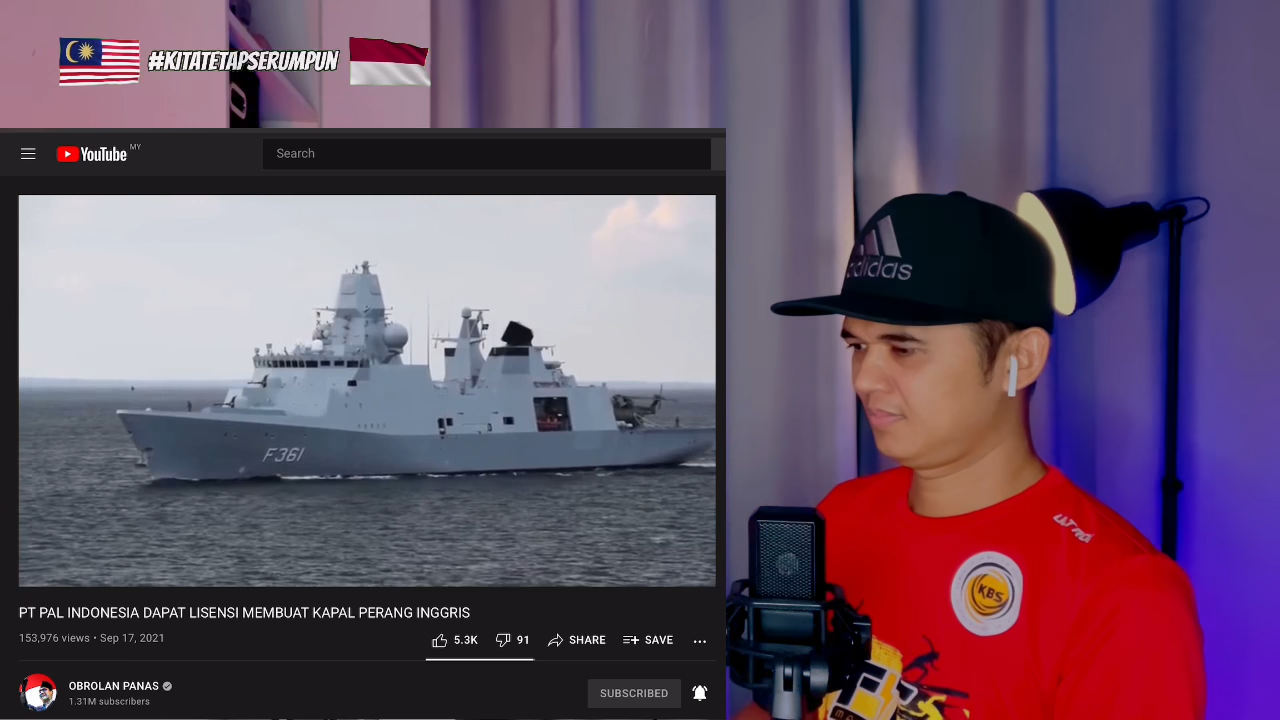 #KITATETAPSERUMPUN
YouTube MY
Search
F361
adidas
PT PAL INDONESIA DAPAT LISENSI MEMBUAT KAPAL PERANG INGGRIS
153,976 views • Sep 17, 2021
5.3K 91 SHARE SAVE
OBROLAN PANAS
1.31M subscribers
SUBSCRIBED
KBS